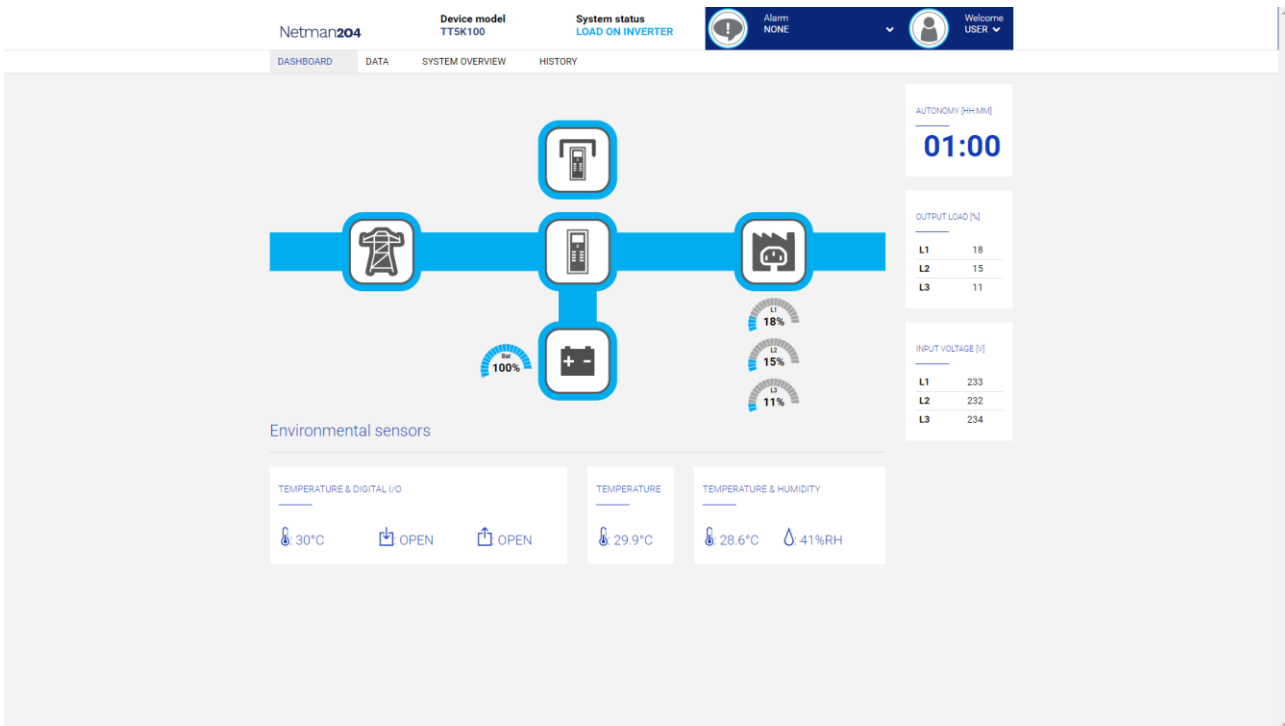 Netman204
Device model
TT5K100
System status
LOAD ON INVERTER
Alarm
NONE
Welcome
USER
DASHBOARD DATA SYSTEM OVERVIEW HISTORY
AUTONOMY [HH:MM]
01:00
OUTPUT LOAD [%]
L1 18
L2 15
L3 11
INPUT VOLTAGE [V]
L1 233
L2 232
L3 234
L1
18%
L2
15%
L3
11%
Bat
100%
Environmental sensors
TEMPERATURE & DIGITAL I/O
: 30°C : OPEN : OPEN
TEMPERATURE
: 29.9°C
TEMPERATURE & HUMIDITY
: 28.6°C : 41%RH